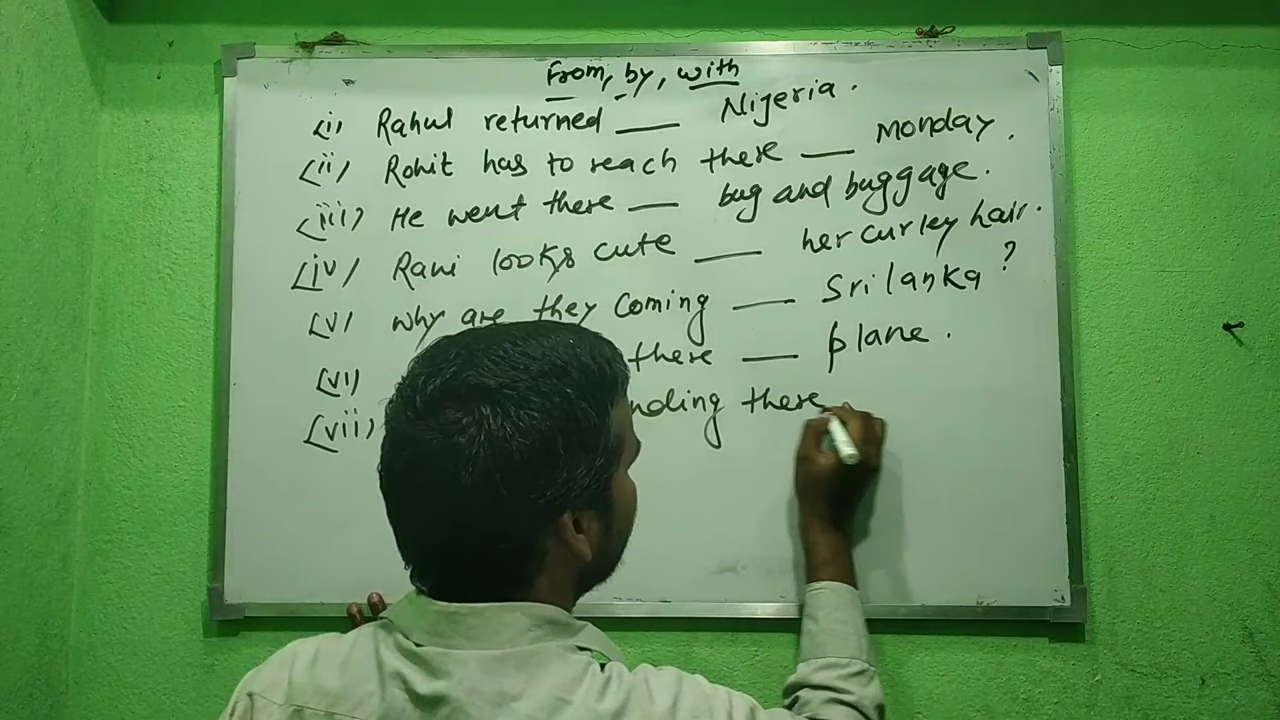 From, by, with
(i) Rahul returned ___ Nigeria.
(ii) Rohit has to reach there ___ monday.
(iii) He went there ___ bug and buggage.
(iv) Rani looks cute ___ her curley hair.
(v) why are they coming ___ Srilanka?
(vi) there ___ plane.
(vii) nding there